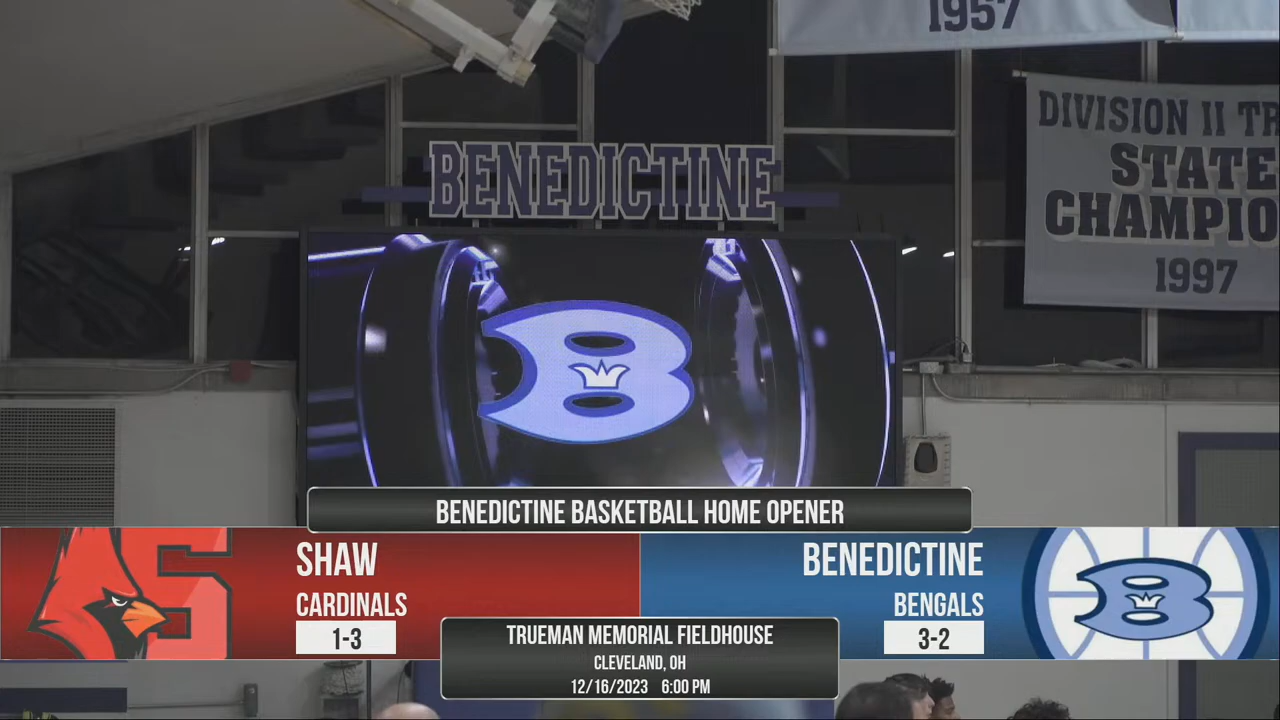 1957
DIVISION II
STATE
1997
BENEDICTINE
B
BENEDICTINE BASKETBALL HOME OPENER
S
SHAW
CARDINALS
1-3
BENEDICTINE
BENGALS
3-2
B
TRUEMAN MEMORIAL FIELDHOUSE
CLEVELAND, OH
12/16/2023 6:00 PM